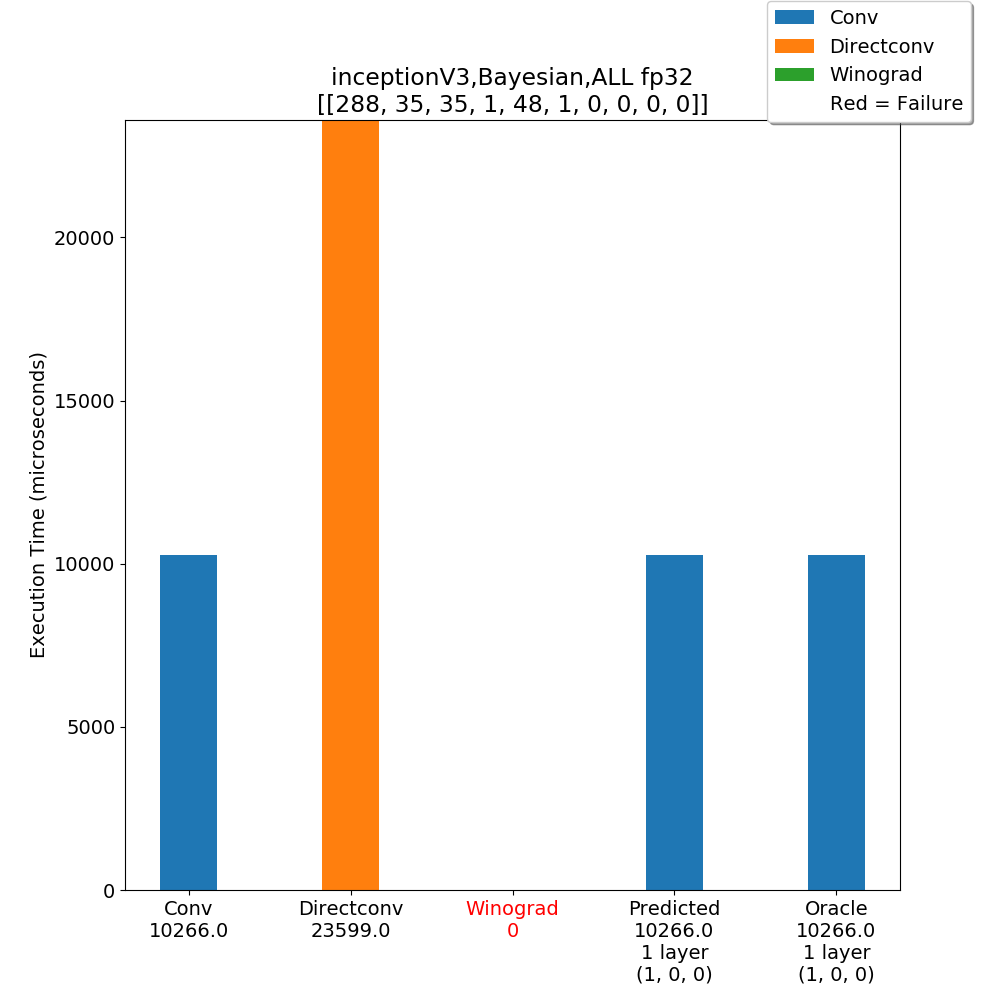 Conv
Directconv
Winograd
Red = Failure
inceptionV3,Bayesian,ALL fp32
[[288, 35, 35, 1, 48, 1, 0, 0, 0, 0]]
Execution Time (microseconds)
20000
15000
10000
5000
0
Conv
10266.0
Directconv
23599.0
Winograd
0
Predicted
10266.0
1 layer
(1, 0, 0)
Oracle
10266.0
1 layer
(1, 0, 0)